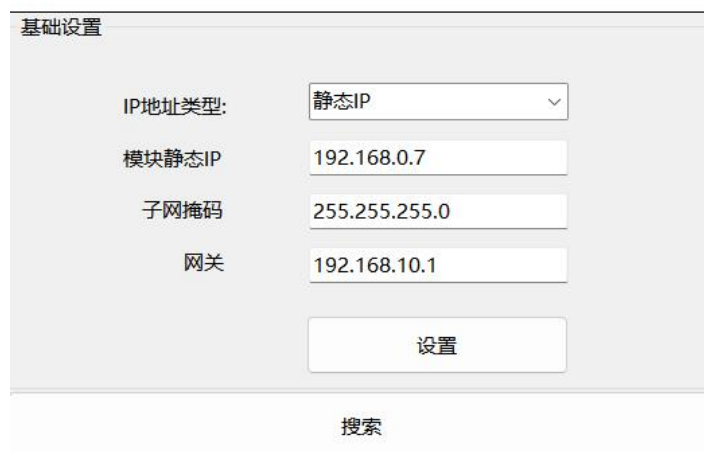 基础设置
IP地址类型: 静态IP
模块静态IP 192.168.0.7
子网掩码 255.255.255.0
网关 192.168.10.1
设置
搜索